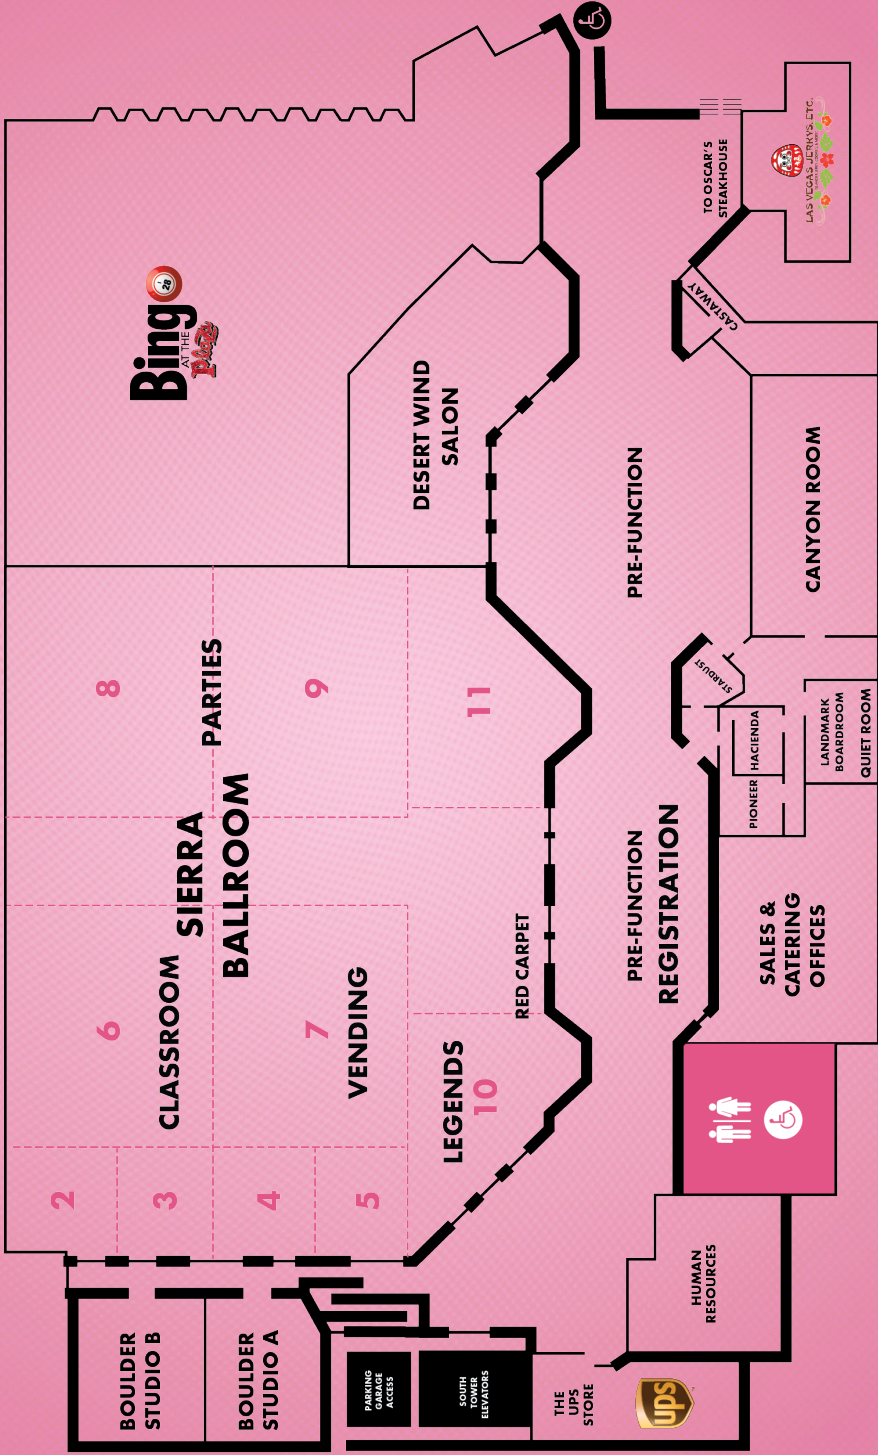 TO OSCAR'S
STEAKHOUSE
LAS VEGAS JERKYS, ETC.
Bingo
28
AT THE
Plaza
CASTAWAY
DESERT WIND
SALON
PRE-FUNCTION
CANYON ROOM
8
PARTIES
9
11
STARDUST
HACIENDA
PIONEER
LANDMARK
BOARDROOM
QUIET ROOM
SIERRA
BALLROOM
PRE-FUNCTION
REGISTRATION
SALES &
CATERING
OFFICES
RED CARPET
6
CLASSROOM
7
VENDING
LEGENDS
10
2
3
4
5
HUMAN
RESOURCES
BOULDER
STUDIO B
BOULDER
STUDIO A
PARKING
GARAGE
ACCESS
SOUTH
TOWER
ELEVATORS
THE
UPS
STORE
ups